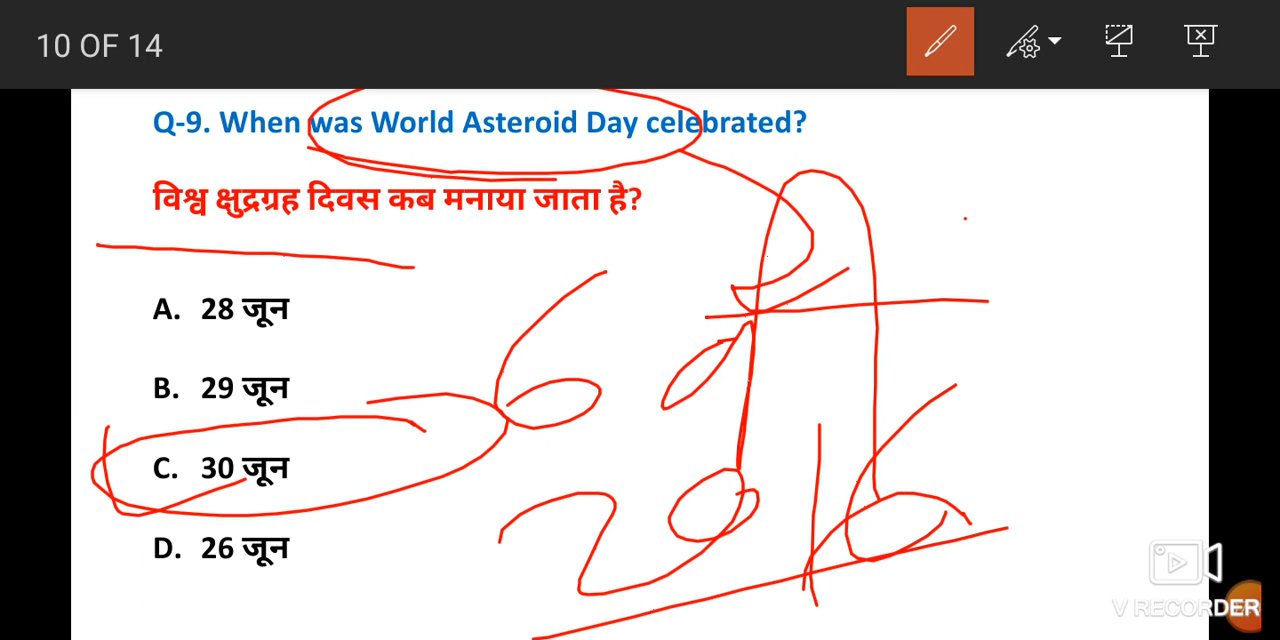 10 OF 14
Q-9. When was World Asteroid Day celebrated?
विश्व क्षुद्रग्रह दिवस कब मनाया जाता है?
A. 28 जून
B. 29 जून
C. 30 जून
D. 26 जून
2016
V RECORDER